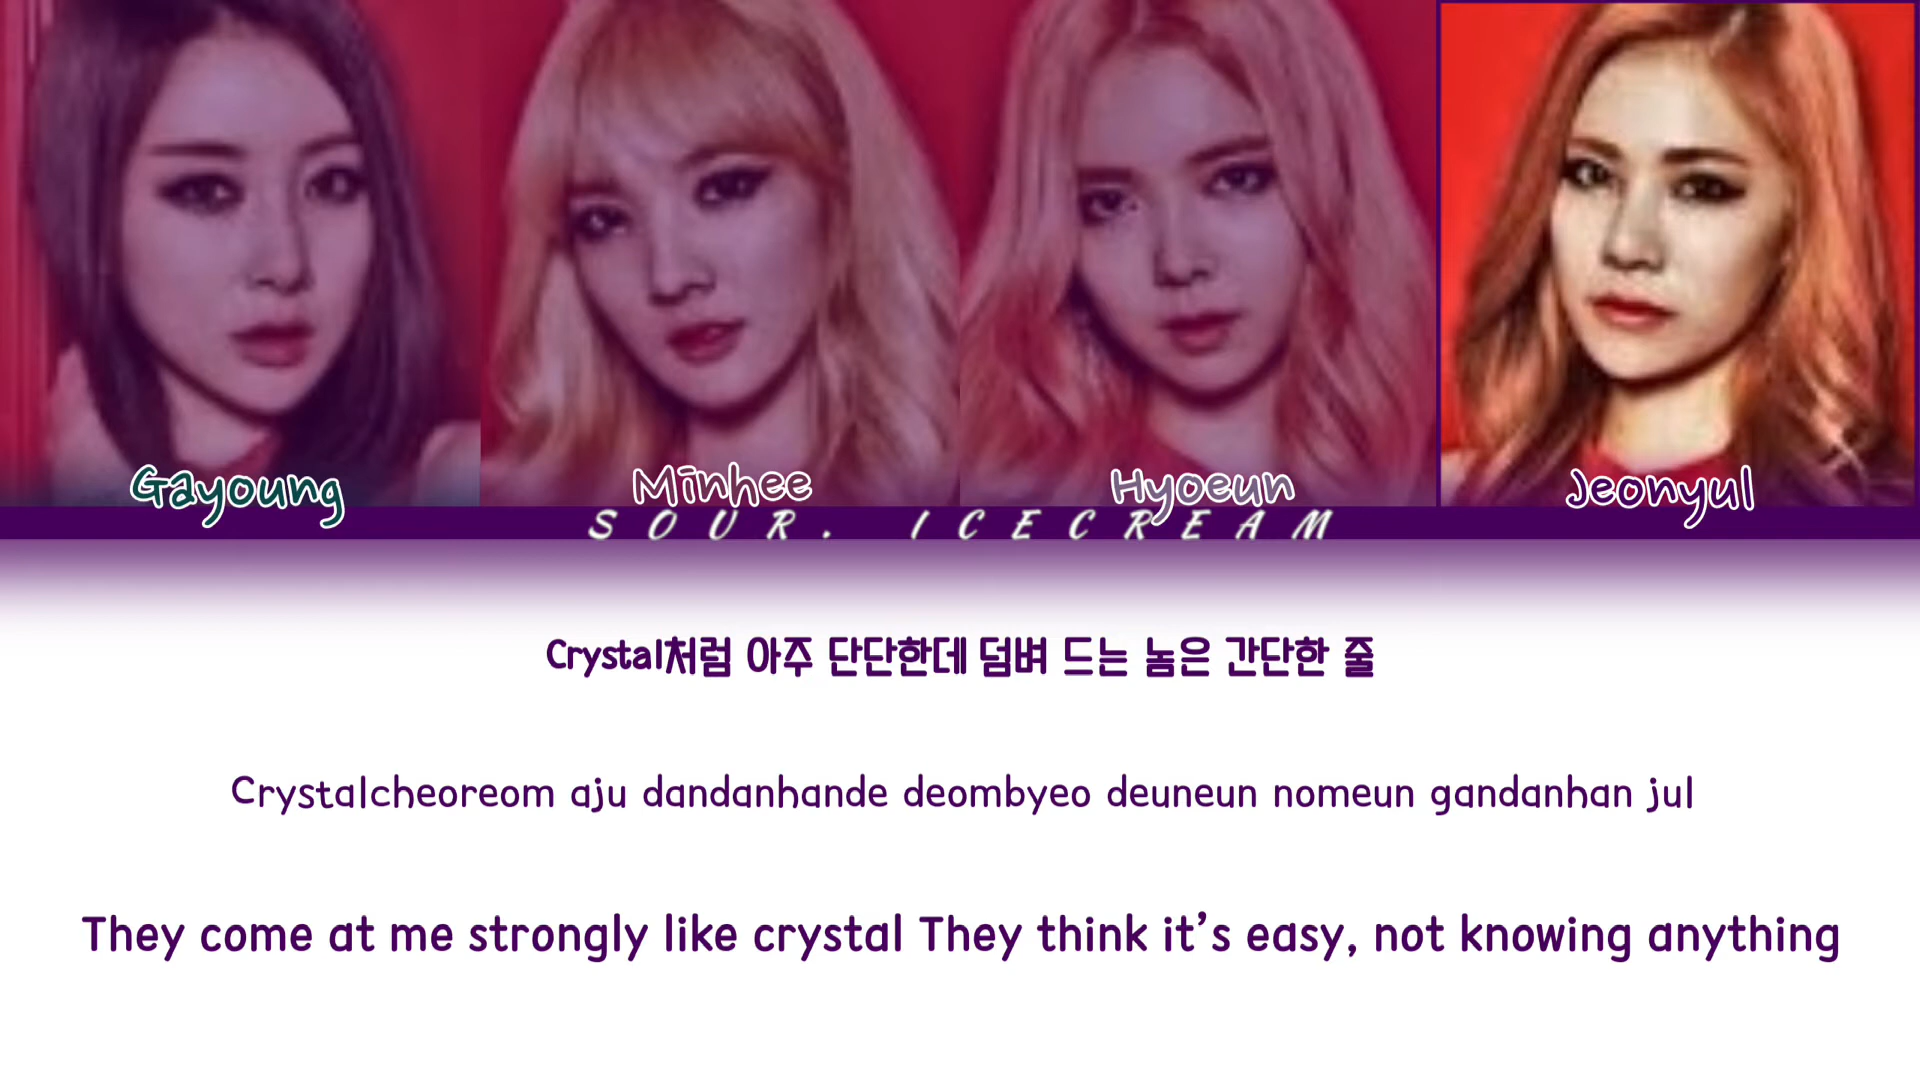 Gayoung Minhee Hyoeun Jeonyul
SOUR. ICECREAM
Crystal처럼 아주 단단한데 덤벼 드는 놈은 간단한 줄
Crystalcheoreom aju dandanhande deombyeo deuneun nomeun gandanhan jul
They come at me strongly like crystal They think it’s easy, not knowing anything